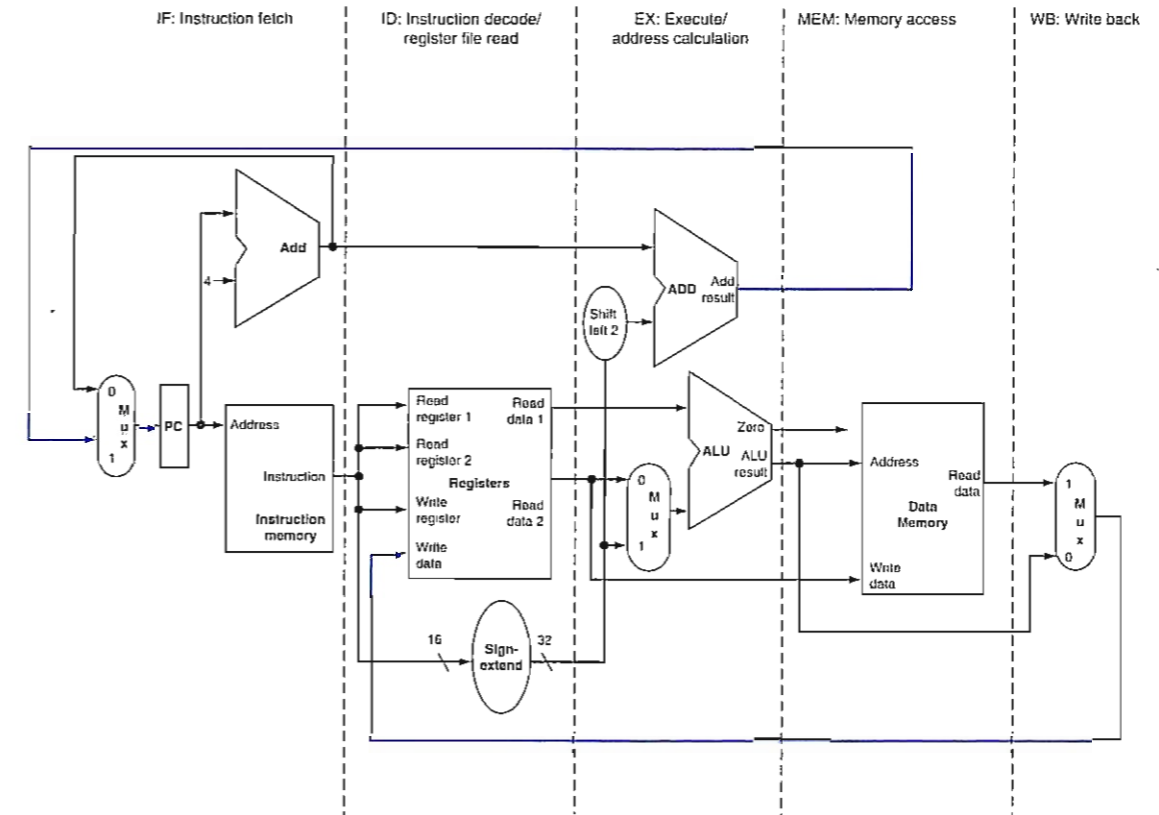 IF: Instruction fetch
ID: Instruction decode/
register file read
EX: Execute/
address calculation
MEM: Memory access
WB: Write back
Add
4
ADD
Add
result
Shift
left 2
0
M
u
x
1
PC
Address
Instruction
Instruction
memory
Read
register 1
Read
data 1
Read
register 2
Registers
Write
register
Read
data 2
Write
data
0
M
u
x
1
Zero
ALU
ALU
result
Address
Read
data
Data
Memory
Write
data
1
M
u
x
0
16
Sign-
extend
32